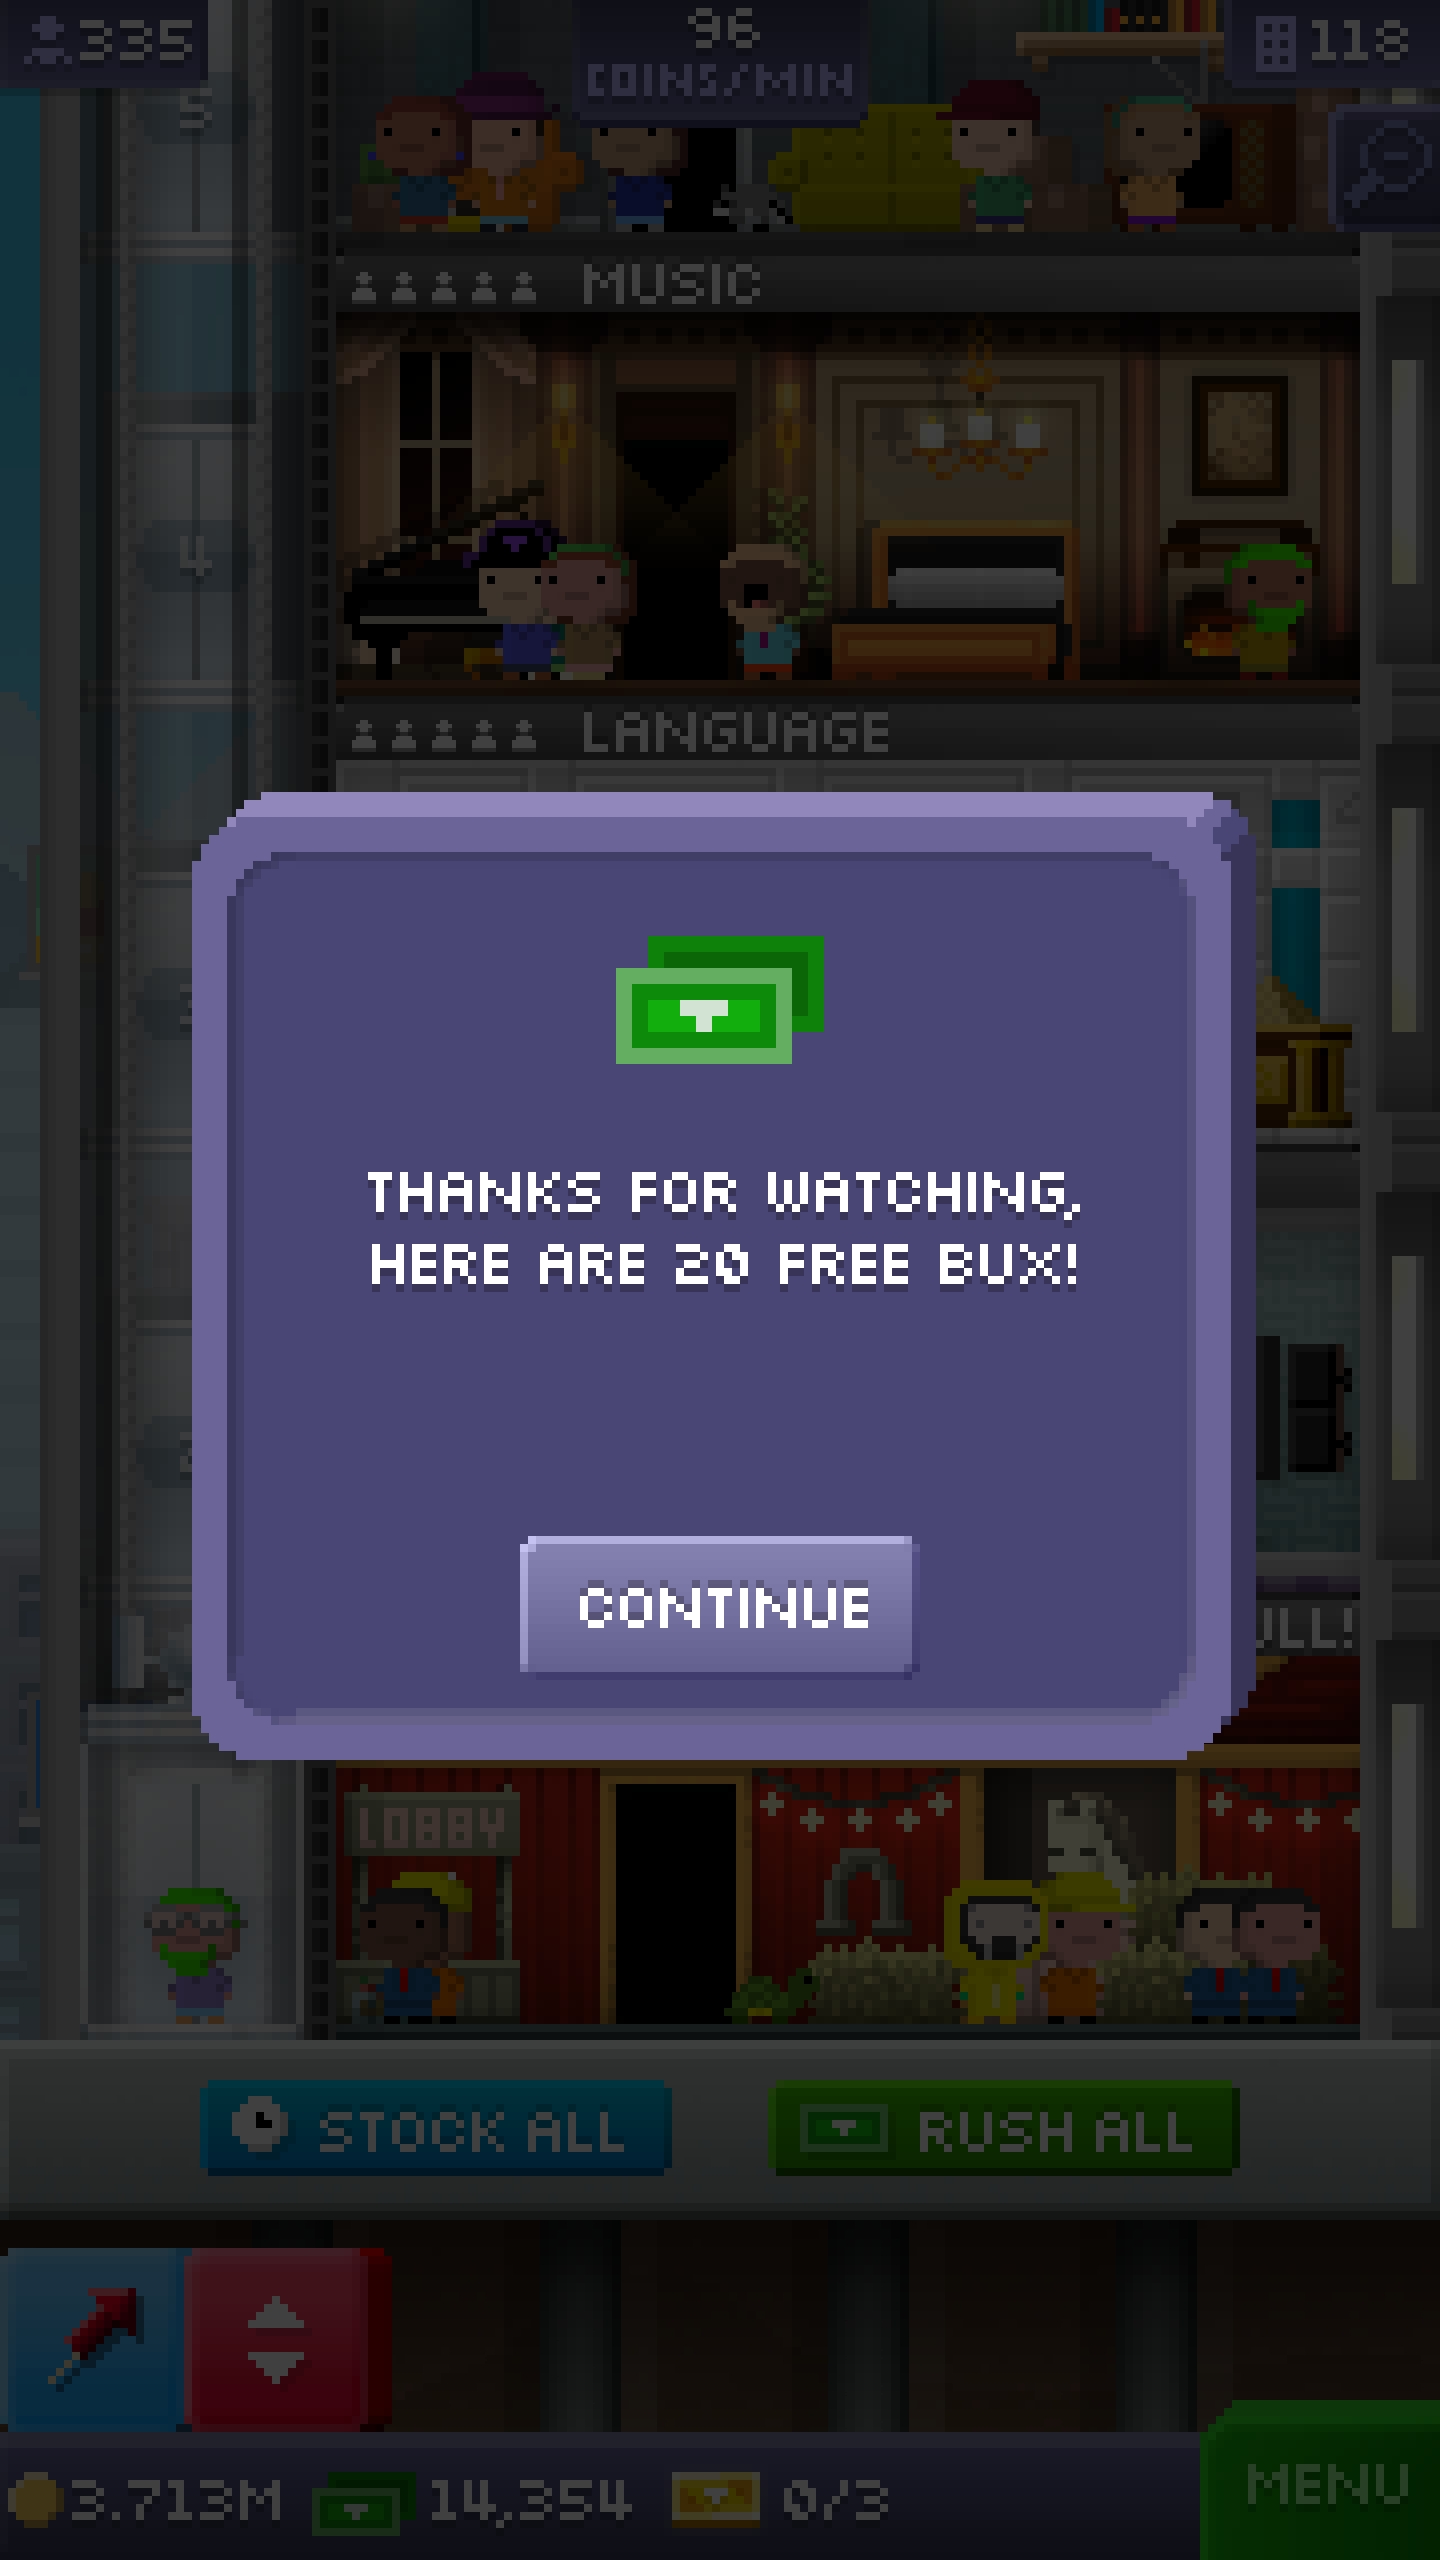 335
96
COINS/MIN
118
5
MUSIC
4
LANGUAGE
THANKS FOR WATCHING,
HERE ARE 20 FREE BUX!
CONTINUE
LOBBY
STOCK ALL
RUSH ALL
3.713M
14,354
0/3
MENU